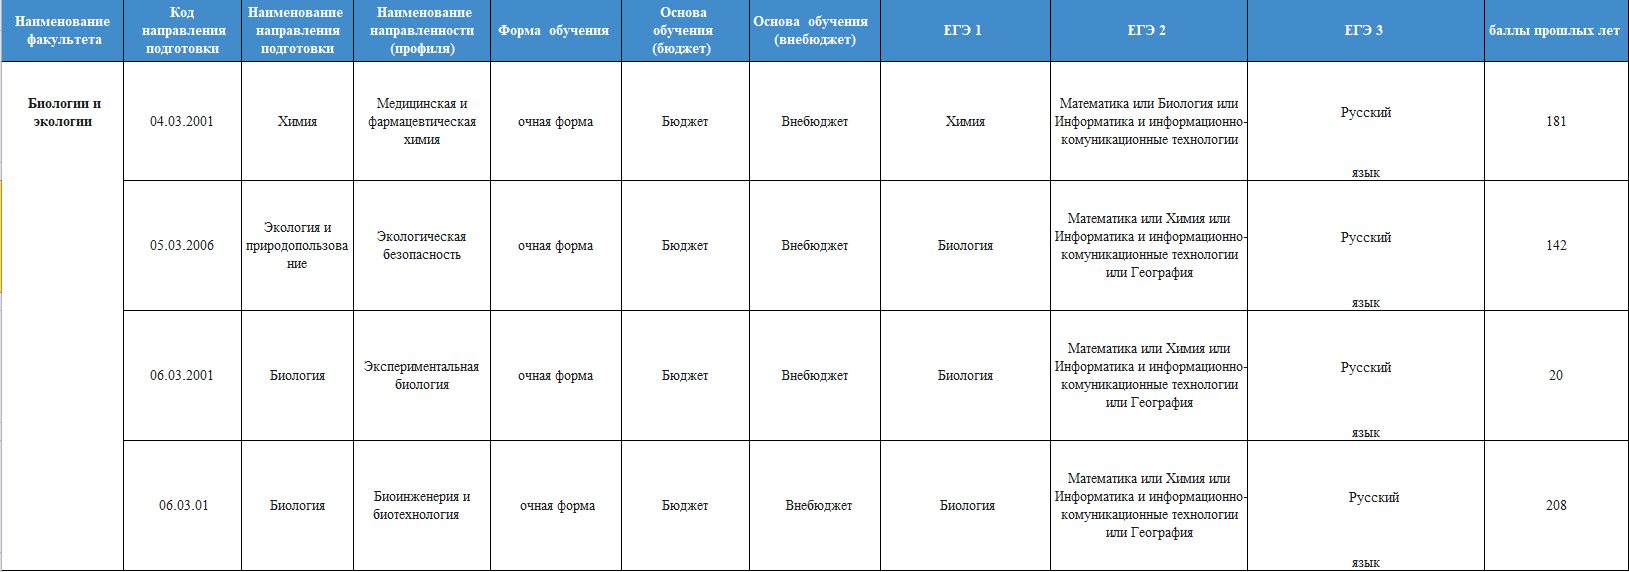 Наименование
факультета
Код
направления
подготовки
Наименование
направления
подготовки
Наименование
направленности
(профиля)
Форма обучения
Основа
обучения
(бюджет)
Основа обучения
(внебюджет)
ЕГЭ 1
ЕГЭ 2
ЕГЭ 3
баллы прошлых лет
Биологии и
экологии
04.03.2001
Химия
Медицинская и
фармацевтическая
химия
очная форма
Бюджет
Внебюджет
Химия
Математика или Биология или
Информатика и информационно-
комуникационные технологии
Русский
язык
181
05.03.2006
Экология и
природопользова
ние
Экологическая
безопасность
очная форма
Бюджет
Внебюджет
Биология
Математика или Химия или
Информатика и информационно-
комуникационные технологии
или География
Русский
язык
142
06.03.2001
Биология
Экспериментальная
биология
очная форма
Бюджет
Внебюджет
Биология
Математика или Химия или
Информатика и информационно-
комуникационные технологии
или География
Русский
язык
20
06.03.01
Биология
Биоинженерия и
биотехнология
очная форма
Бюджет
Внебюджет
Биология
Математика или Химия или
Информатика и информационно-
комуникационные технологии
или География
Русский
язык
208